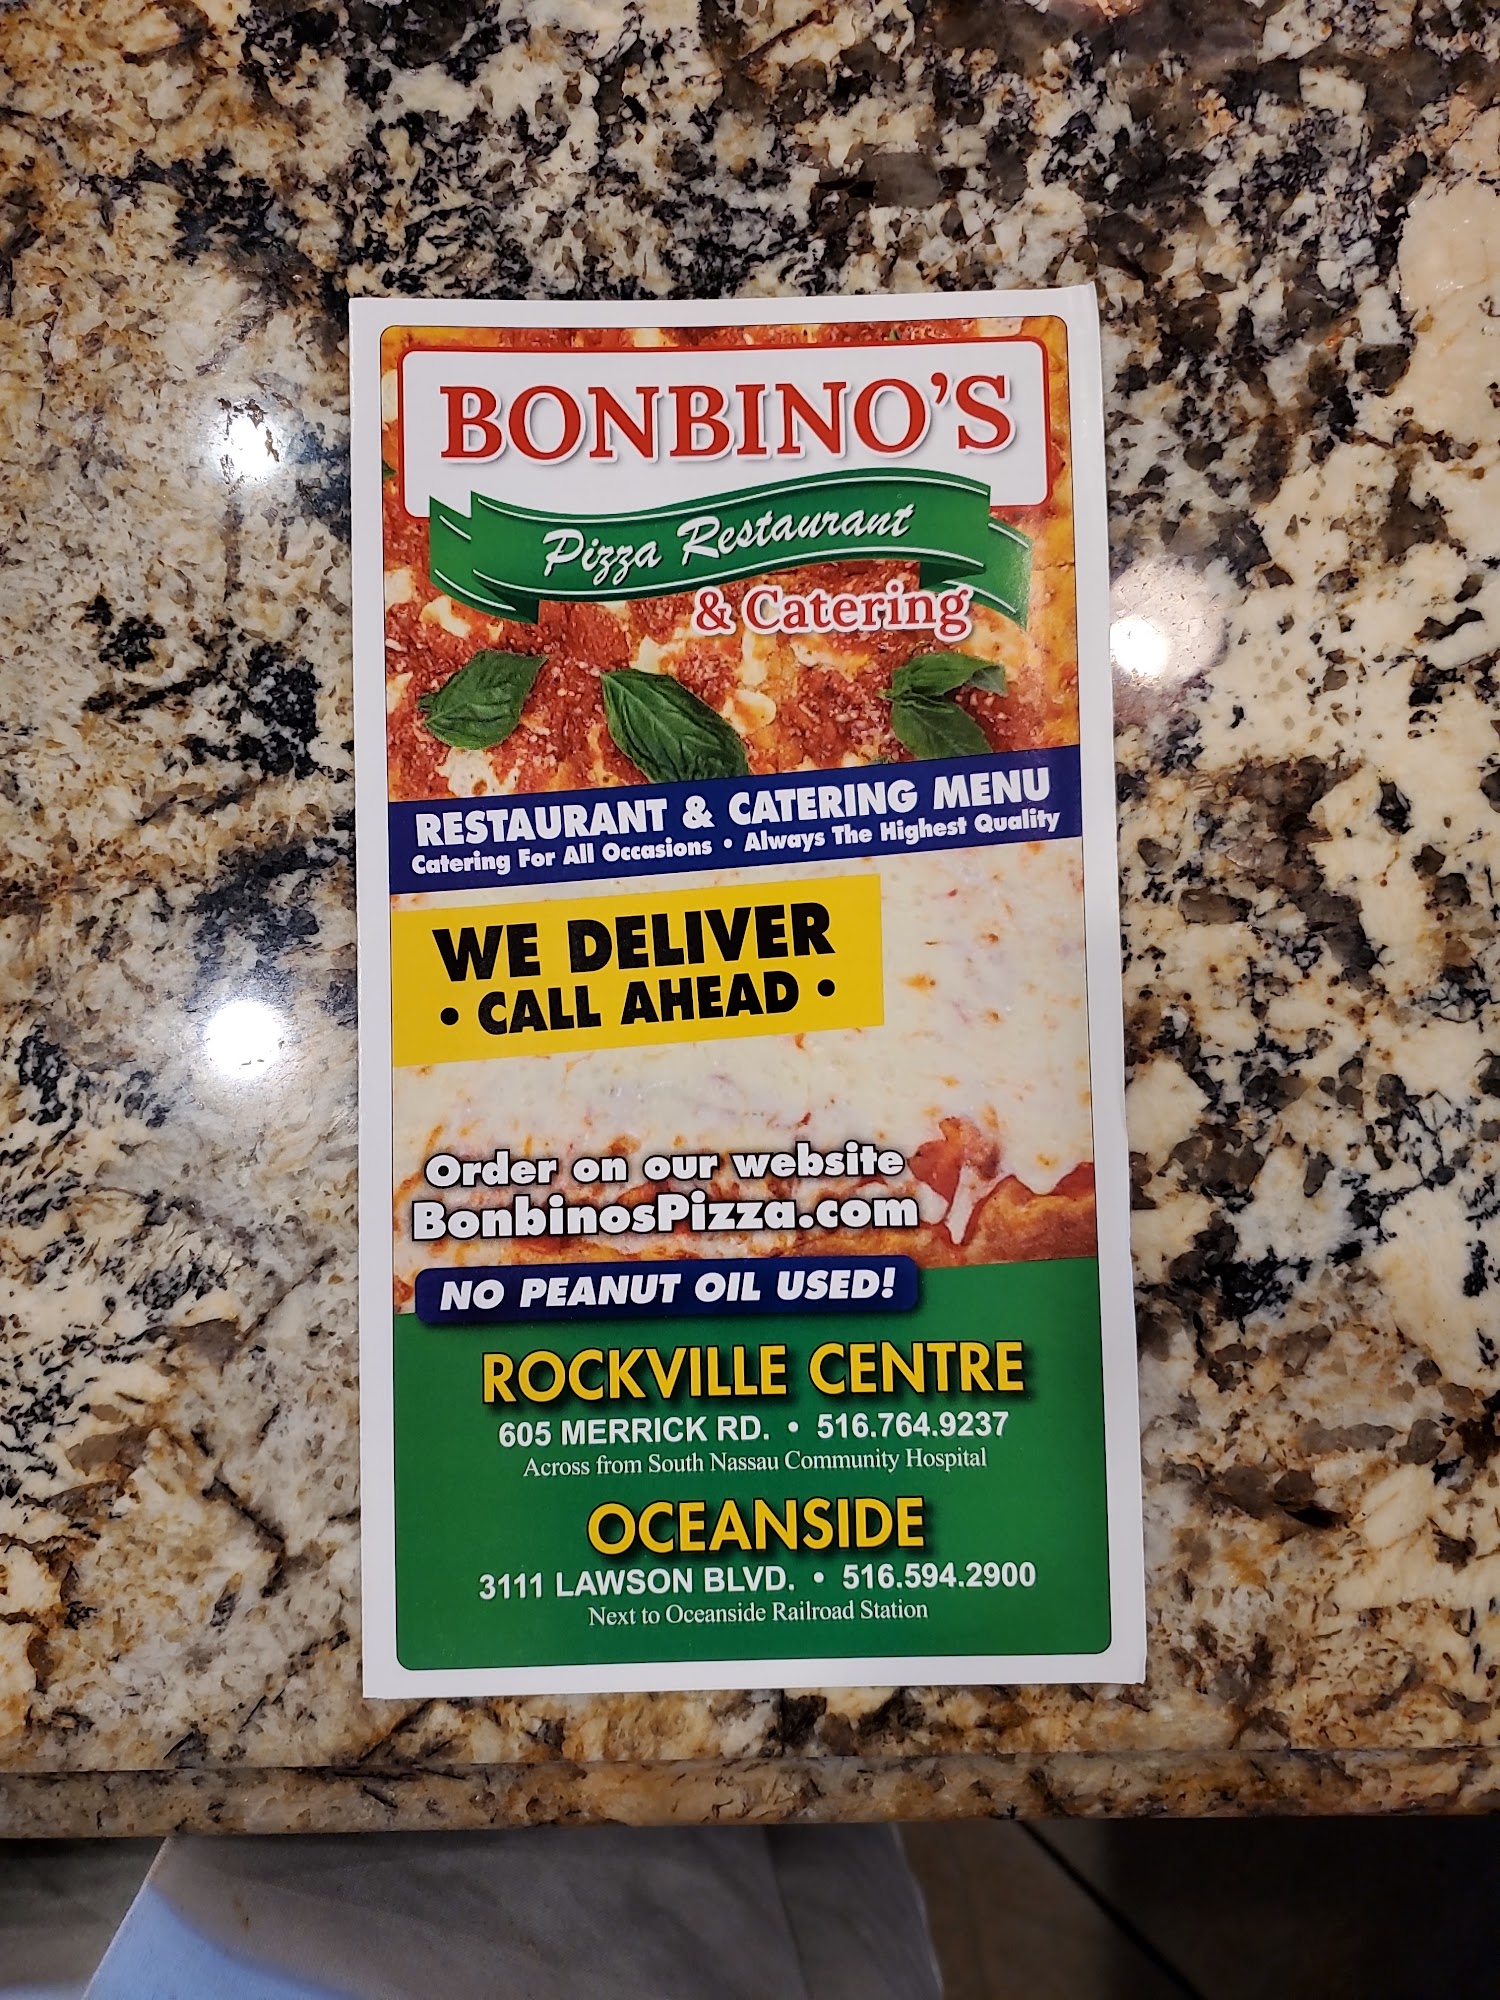 BONBINO'S
Pizza Restaurant
& Catering
RESTAURANT & CATERING MENU
Catering For All Occasions • Always The Highest Quality
WE DELIVER
• CALL AHEAD •
Order on our website
BonbinosPizza.com
NO PEANUT OIL USED!
ROCKVILLE CENTRE
605 MERRICK RD. • 516.764.9237
Across from South Nassau Community Hospital
OCEANSIDE
3111 LAWSON BLVD. • 516.594.2900
Next to Oceanside Railroad Station